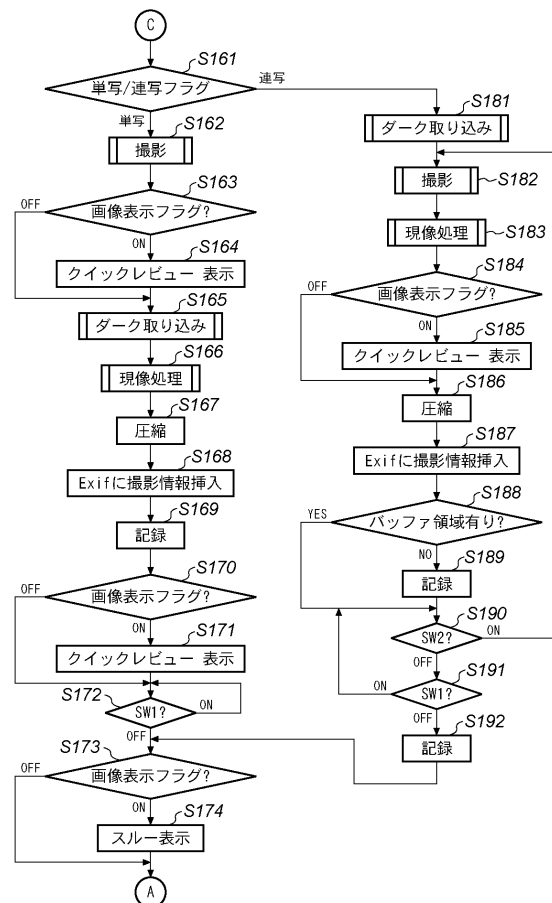 C
S161
単写/連写フラグ
連写
単写
S162
撮影
S163
OFF
画像表示フラグ?
ON
S164
クイックレビュー 表示
S165
ダーク取り込み
S166
現像処理
S167
圧縮
S168
Exifに撮影情報挿入
S169
記録
S170
OFF
画像表示フラグ?
ON
S171
クイックレビュー 表示
S172
SW1?
ON
OFF
S173
OFF
画像表示フラグ?
ON
S174
スルー表示
A
S181
ダーク取り込み
撮影
S182
現像処理
S183
S184
OFF
画像表示フラグ?
ON
S185
クイックレビュー 表示
S186
圧縮
S187
Exifに撮影情報挿入
S188
YES
バッファ領域有り?
NO
S189
記録
S190
SW2?
ON
OFF
S191
ON
SW1?
OFF
S192
記録